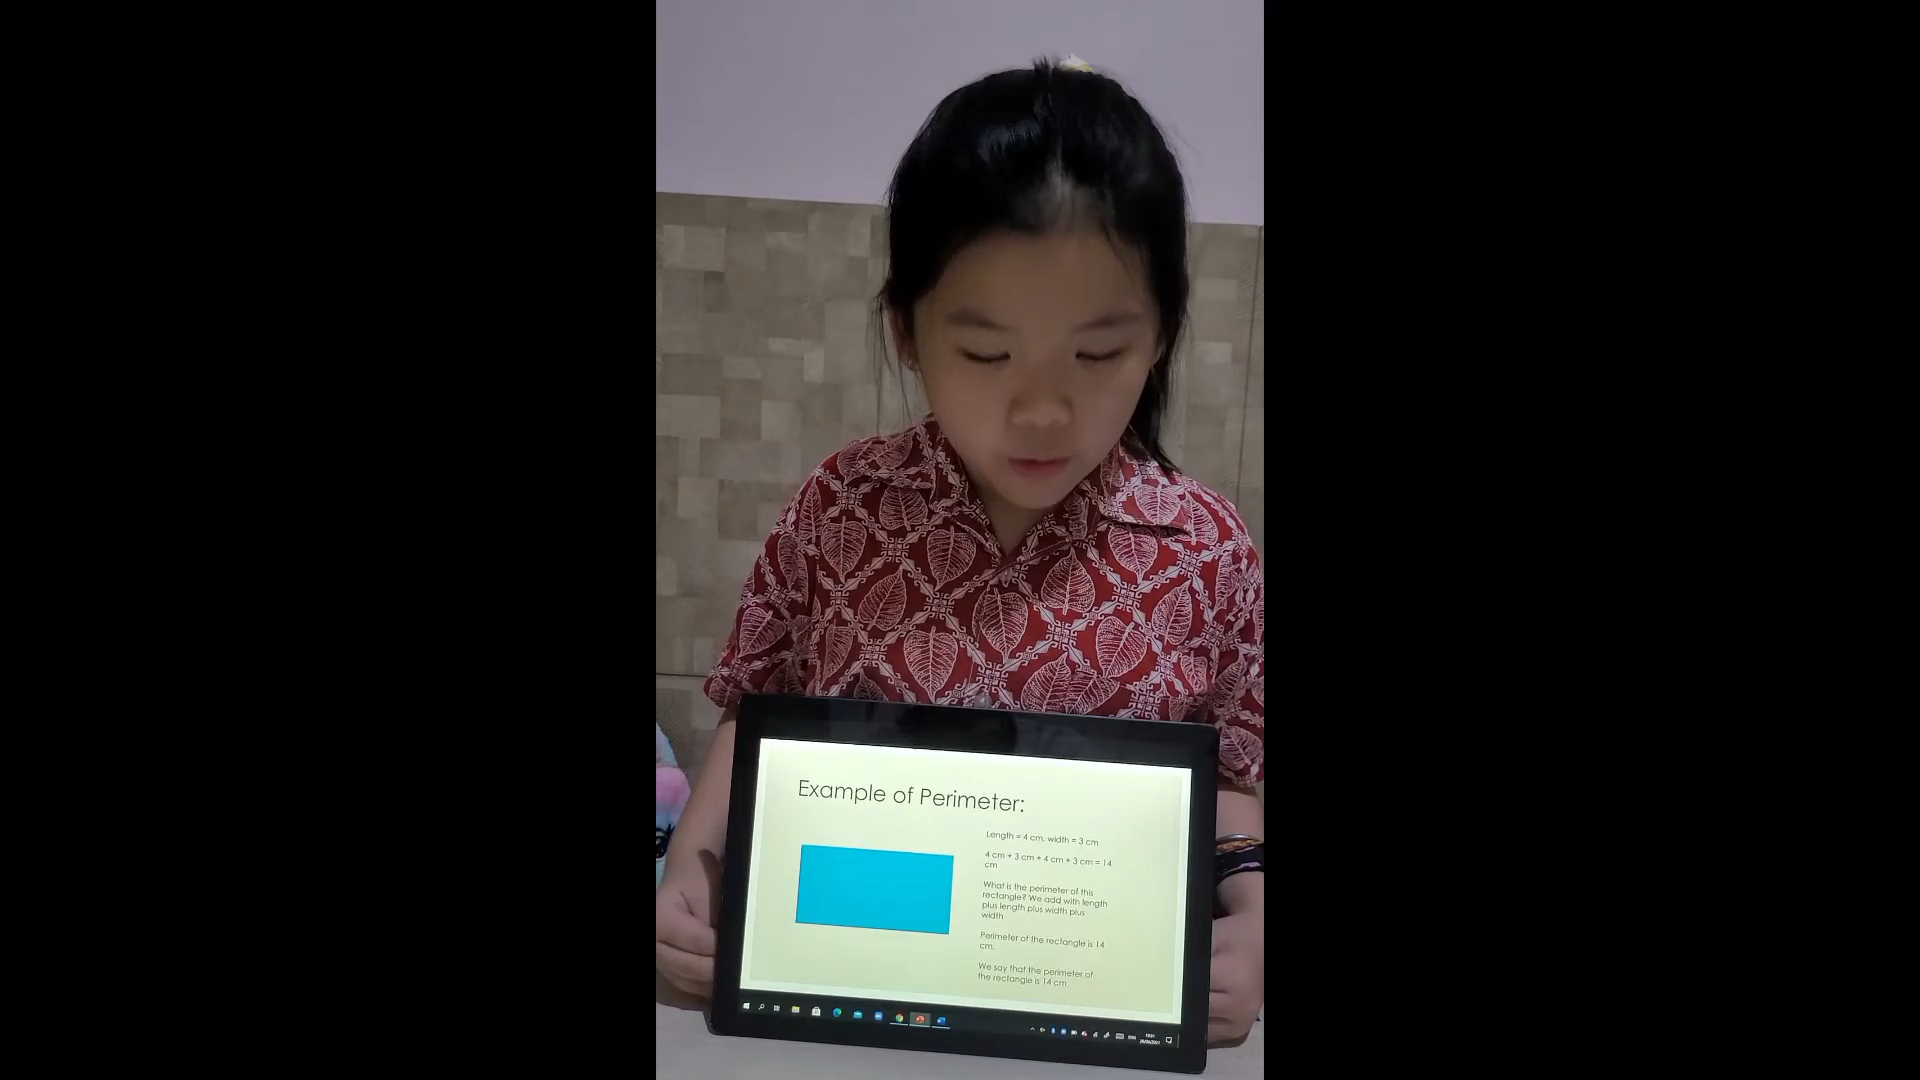 Example of Perimeter:
Length = 4 cm, width = 3 cm
4 cm + 3 cm + 4 cm + 3 cm = 14
cm
What is the perimeter of this
rectangle? We add with length
plus length plus width plus
width
Perimeter of the rectangle is 14
cm.
We say that the perimeter of
the rectangle is 14 cm.
ENG